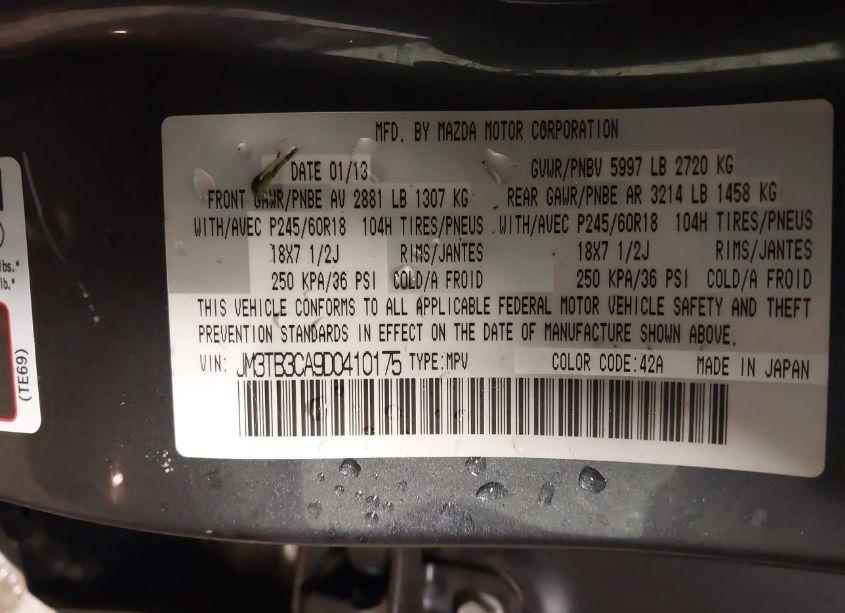 MFD. BY MAZDA MOTOR CORPORATION
DATE 01/13 GVWR/PNBV 5997 LB 2720 KG
FRONT GAWR/PNBE AV 2881 LB 1307 KG REAR GAWR/PNBE AR 3214 LB 1458 KG
WITH/AVEC P245/60R18 104H TIRES/PNEUS WITH/AVEC P245/60R18 104H TIRES/PNEUS
18X7 1/2J RIMS/JANTES 18X7 1/2J RIMS/JANTES
250 KPA/36 PSI COLD/A FROID 250 KPA/36 PSI COLD/A FROID
THIS VEHICLE CONFORMS TO ALL APPLICABLE FEDERAL MOTOR VEHICLE SAFETY AND THEFT
PREVENTION STANDARDS IN EFFECT ON THE DATE OF MANUFACTURE SHOWN ABOVE.
VIN: JM3TB3CA9D0410175 TYPE:MPV COLOR CODE:42A MADE IN JAPAN
lbs.*
lb.*
(TE69)